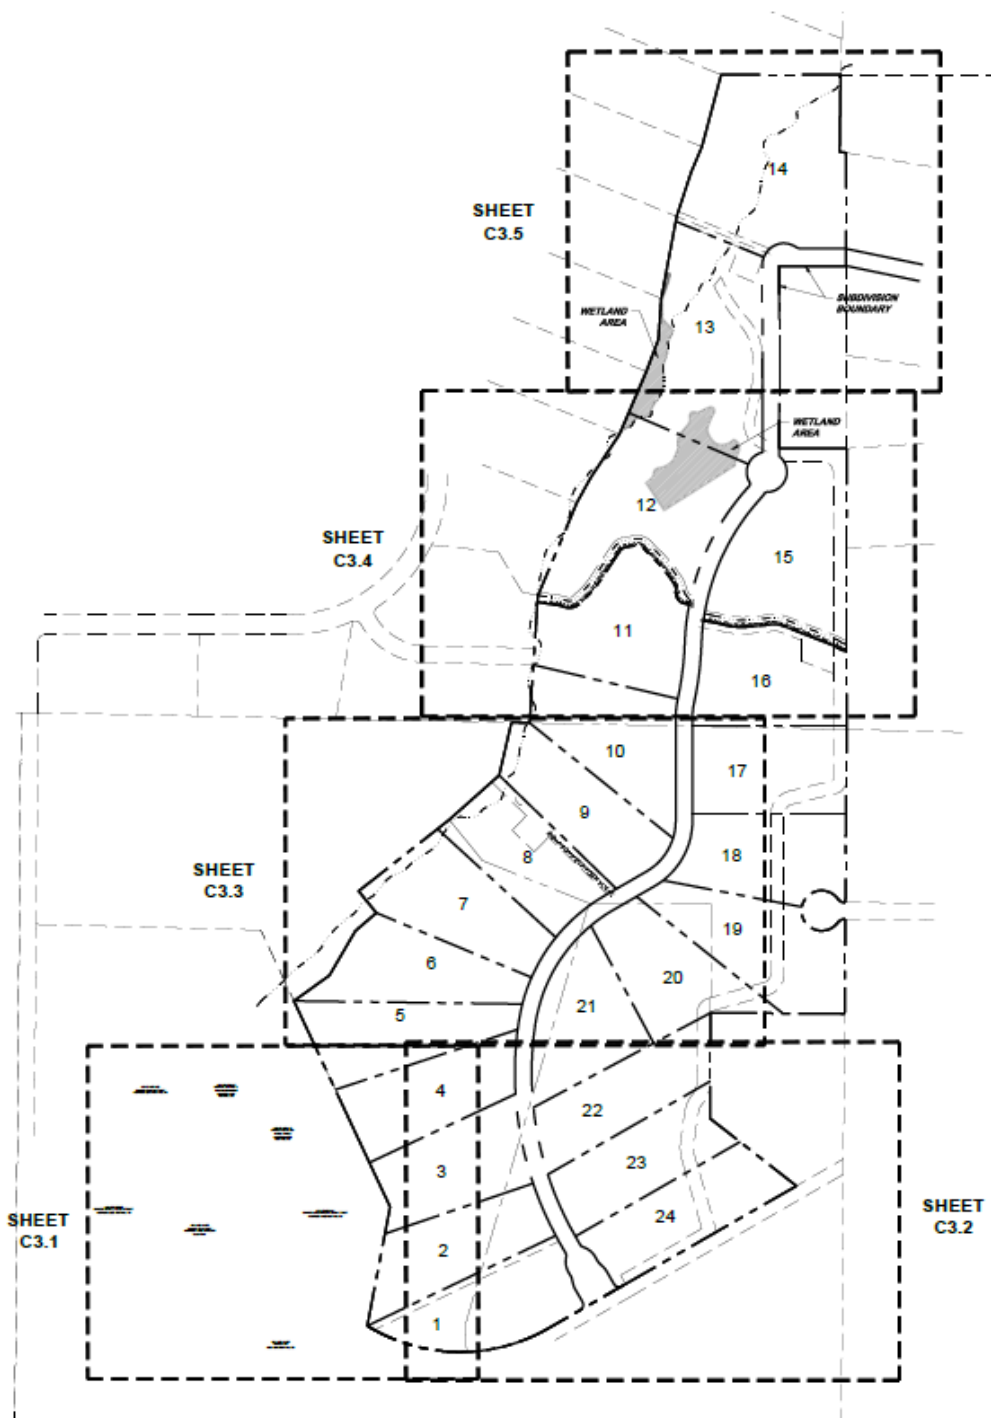 14
SHEET
C3.5
SUBDIVISION
BOUNDARY
WETLAND
AREA
13
WETLAND
AREA
12
SHEET
C3.4
15
11
16
10
17
9
8
18
SHEET
C3.3
7
19
6
20
21
5
4
22
3
23
SHEET
C3.1
24
SHEET
C3.2
2
1